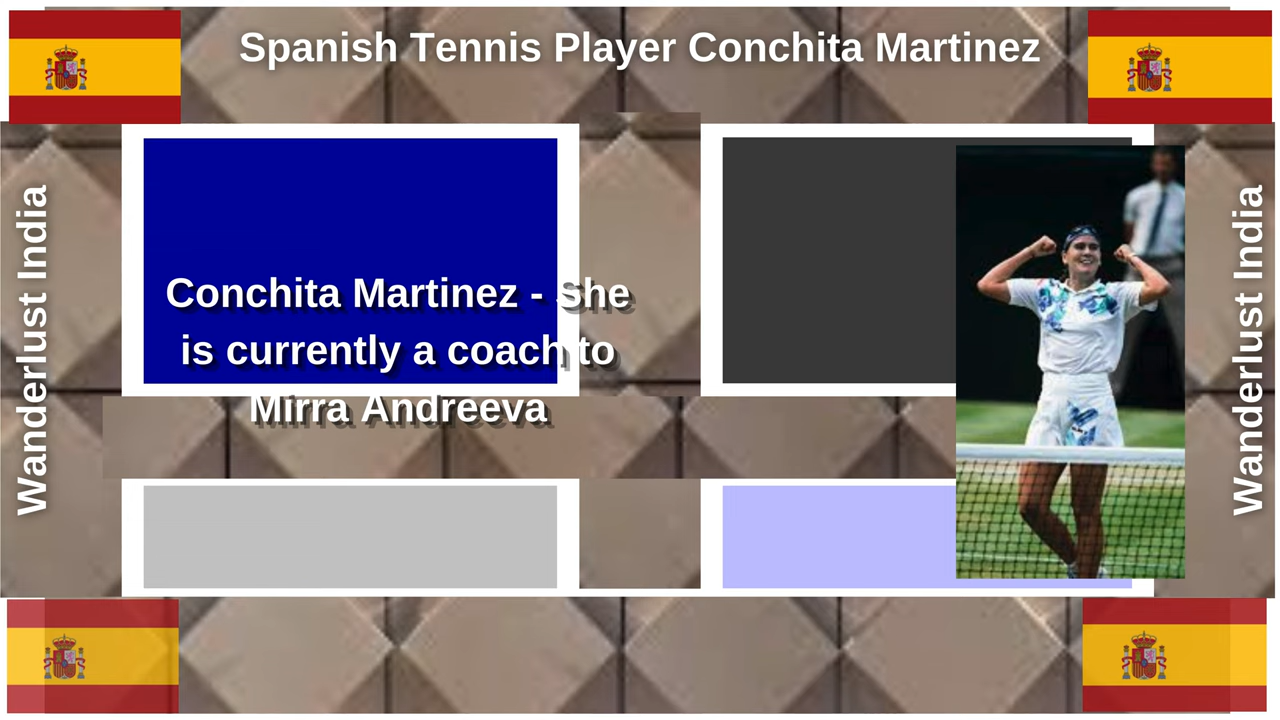 Spanish Tennis Player Conchita Martinez
Wanderlust India
Conchita Martinez - She
is currently a coach to
Mirra Andreeva
Wanderlust India